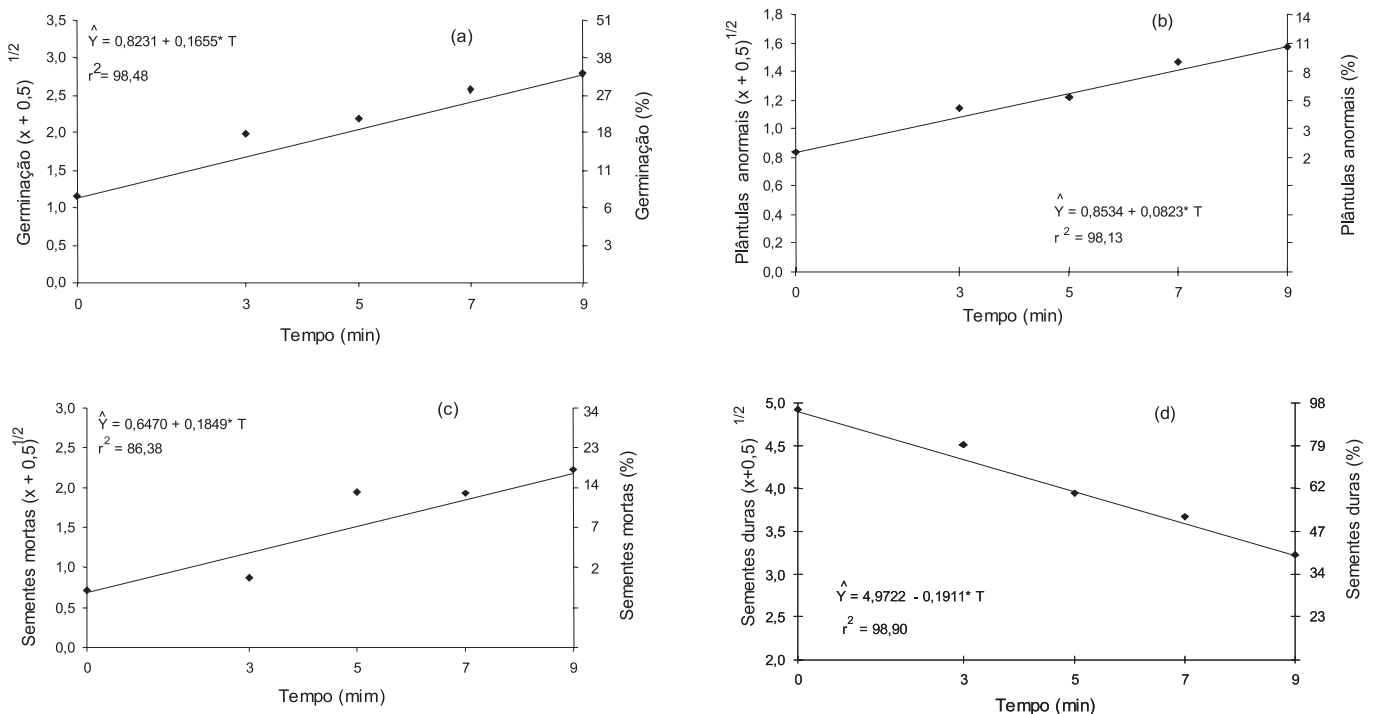 (a)
Ŷ = 0,8231 + 0,1655* T
r² = 98,48
Germinação (x + 0,5) 1/2
3,5
3,0
2,5
2,0
1,5
1,0
0,5
0,0
51
38
27
18
11
6
3
Germinação (%)
0 3 5 7 9
Tempo (min)
(b)
Plântulas anormais (x + 0,5) 1/2
1,8
1,6
1,4
1,2
1,0
0,8
0,6
0,4
0,2
0,0
14
11
8
5
3
2
Plântulas anormais (%)
Ŷ = 0,8534 + 0,0823* T
r ² = 98,13
0 3 5 7 9
Tempo (min)
(c)
Ŷ = 0,6470 + 0,1849* T
r² = 86,38
Sementes mortas (x + 0,5) 1/2
3,0
2,5
2,0
1,5
1,0
0,5
0,0
34
23
14
7
2
Sementes mortas (%)
0 3 5 7 9
Tempo (mim)
(d)
Sementes duras (x+0,5) 1/2
5,0
4,5
4,0
3,5
3,0
2,5
2,0
98
79
62
47
34
23
Sementes duras (%)
Ŷ = 4,9722 - 0,1911* T
r² = 98,90
0 3 5 7 9
Tempo (min)